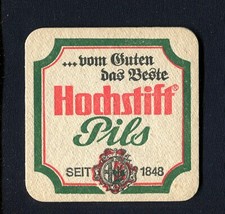 ...vom Guten
das Beste
Hochstift®
Pils
SEIT 1848